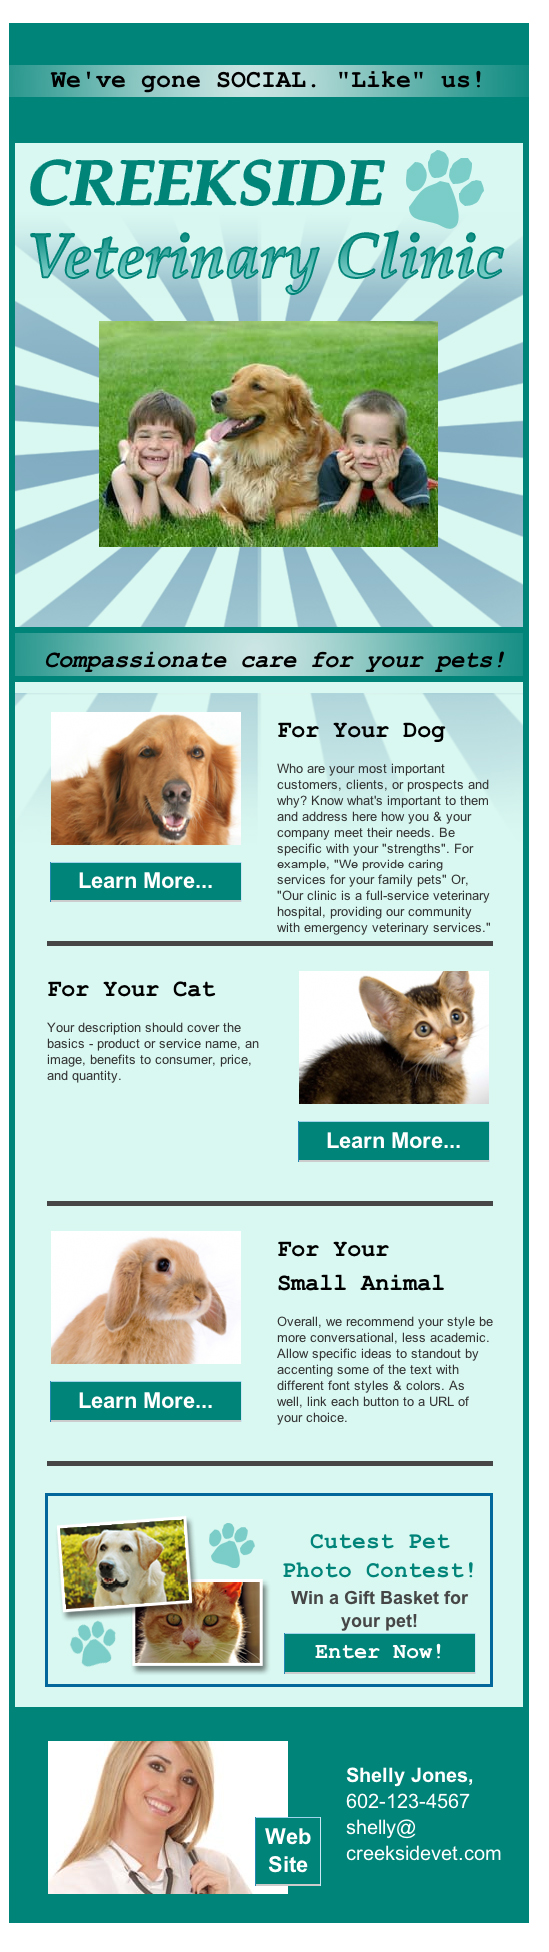 We've gone SOCIAL. "Like" us!
CREEKSIDE
Veterinary Clinic
Compassionate care for your pets!
For Your Dog
Who are your most important
customers, clients, or prospects and
why? Know what's important to them
and address here how you & your
company meet their needs. Be
specific with your "strengths". For
example, "We provide caring
services for your family pets" Or,
"Our clinic is a full-service veterinary
hospital, providing our community
with emergency veterinary services."
Learn More...
For Your Cat
Your description should cover the
basics - product or service name, an
image, benefits to consumer, price,
and quantity.
Learn More...
For Your
Small Animal
Overall, we recommend your style be
more conversational, less academic.
Allow specific ideas to standout by
accenting some of the text with
different font styles & colors. As
well, link each button to a URL of
your choice.
Learn More...
Cutest Pet
Photo Contest!
Win a Gift Basket for
your pet!
Enter Now!
Web
Site
Shelly Jones,
602-123-4567
shelly@
creeksidevet.com